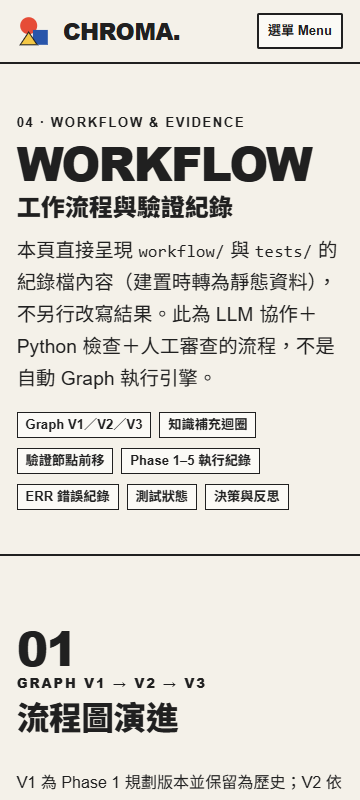 CHROMA.
選單 Menu
04 · WORKFLOW & EVIDENCE
WORKFLOW
工作流程與驗證紀錄
本頁直接呈現 workflow/ 與 tests/ 的
紀錄檔內容（建置時轉為靜態資料），
不另行改寫結果。此為 LLM 協作＋
Python 檢查＋人工審查的流程，不是
自動 Graph 執行引擎。
Graph V1／V2／V3
知識補充迴圈
驗證節點前移
Phase 1–5 執行紀錄
ERR 錯誤紀錄
測試狀態
決策與反思
01
GRAPH V1 → V2 → V3
流程圖演進
V1 為 Phase 1 規劃版本並保留為歷史；V2 依